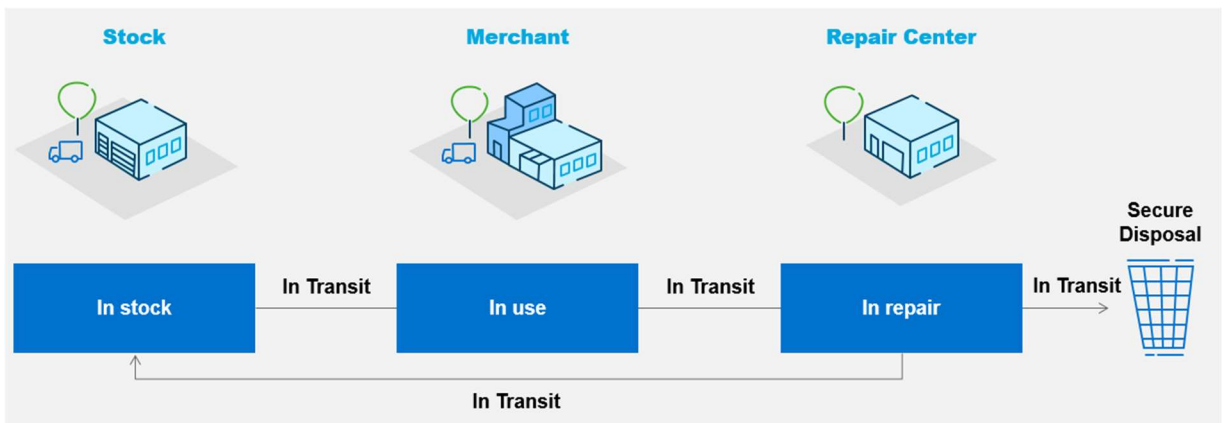 Stock
Merchant
Repair Center
Secure
Disposal
In stock
In Transit
In use
In Transit
In repair
In Transit
In Transit